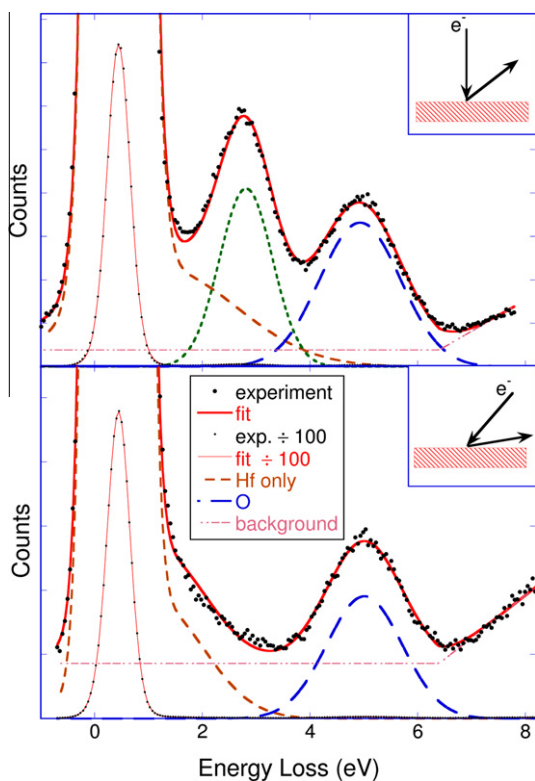 e-
Counts
experiment
fit
exp. ÷ 100
fit ÷ 100
Hf only
O
background
e-
Counts
0
2
4
6
8
Energy Loss (eV)